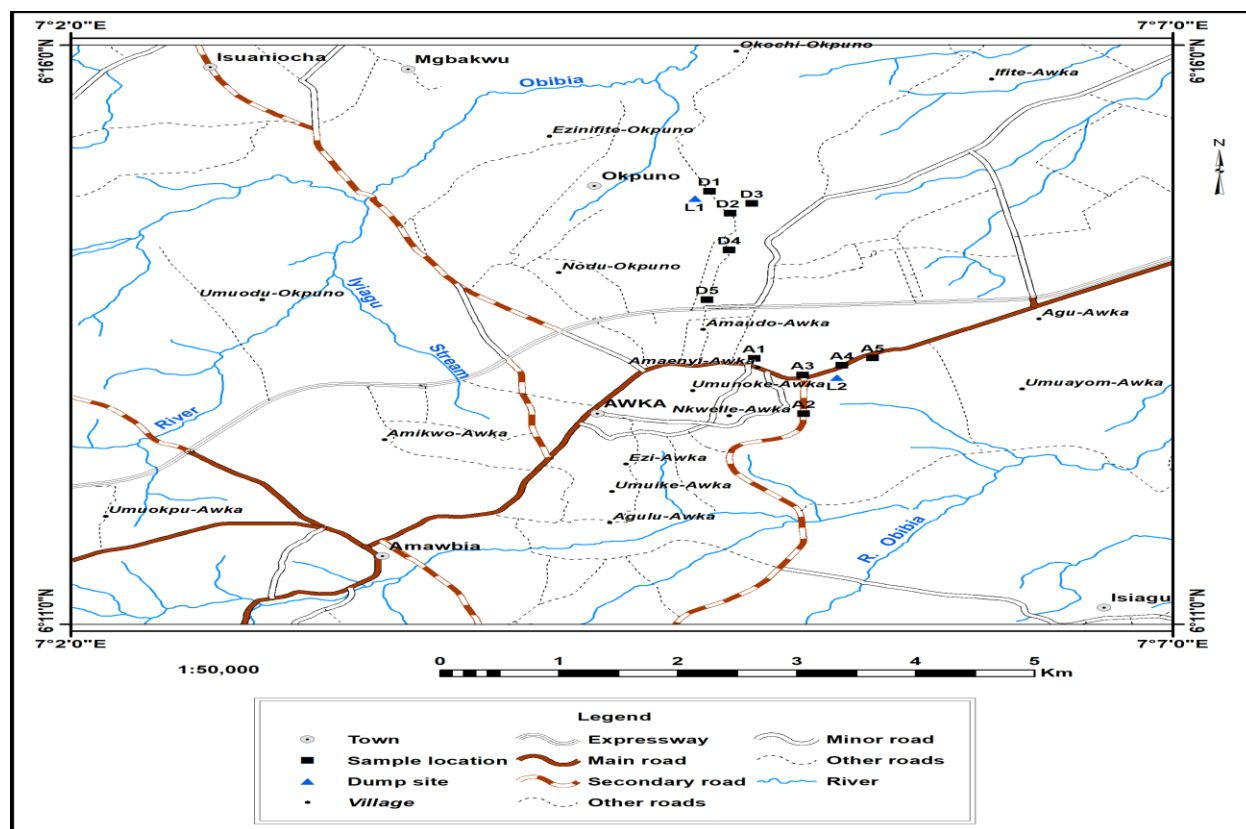 7°2'0"E
7°7'0"E
6°16'0"N
6°16'0"N
Isuaniocha
Mgbakwu
Okochi-Okpuno
Ifite-Awka
Obibia
Ezinifite-Okpuno
N
Okpuno
D1
D3
L1
D2
D4
Nodu-Okpuno
Umuodu-Okpuno
Iyiagu
D5
Agu-Awka
Amaudo-Awka
Stream
A1
A5
A4
Amaenyi-Awka
A3
L2
Umunoke-Awka
Umuayom-Awka
River
AWKA
Nkwelle-Awka
A2
Amikwo-Awka
Ezi-Awka
Umuike-Awka
Umuokpu-Awka
Agulu-Awka
R. Obibia
Amawbia
Isiagu
6°11'0"N
6°11'0"N
7°2'0"E
7°7'0"E
1:50,000
0 1 2 3 4 5
Km
Legend
Town
Expressway
Minor road
Sample location
Main road
Other roads
Dump site
Secondary road
River
Village
Other roads